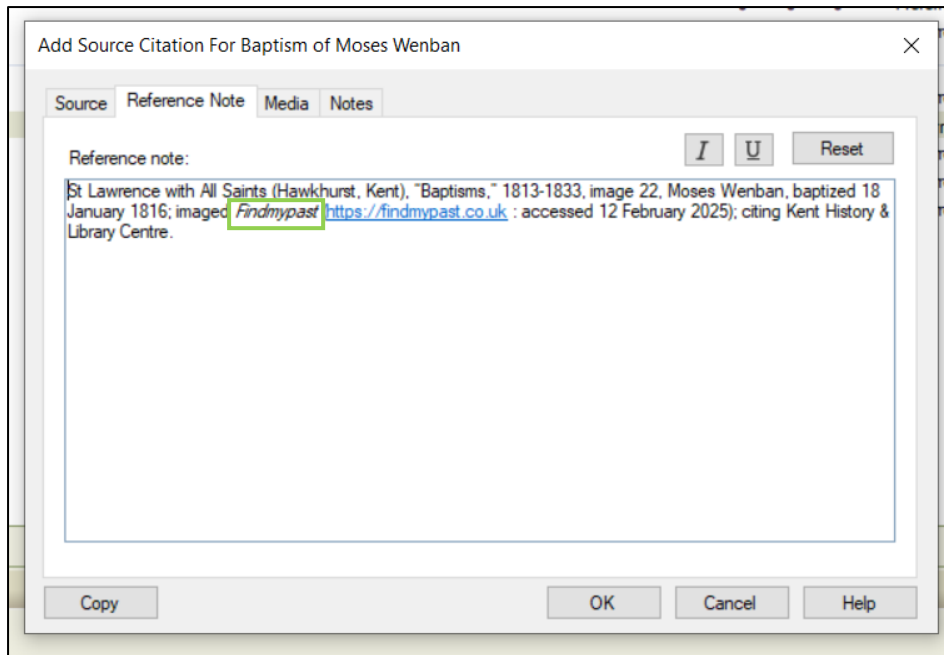 Add Source Citation For Baptism of Moses Wenban
Source Reference Note Media Notes
Reference note:
I U Reset
St Lawrence with All Saints (Hawkhurst, Kent), "Baptisms," 1813-1833, image 22, Moses Wenban, baptized 18
January 1816; imaged Findmypast (https://findmypast.co.uk : accessed 12 February 2025); citing Kent History &
Library Centre.
Copy OK Cancel Help